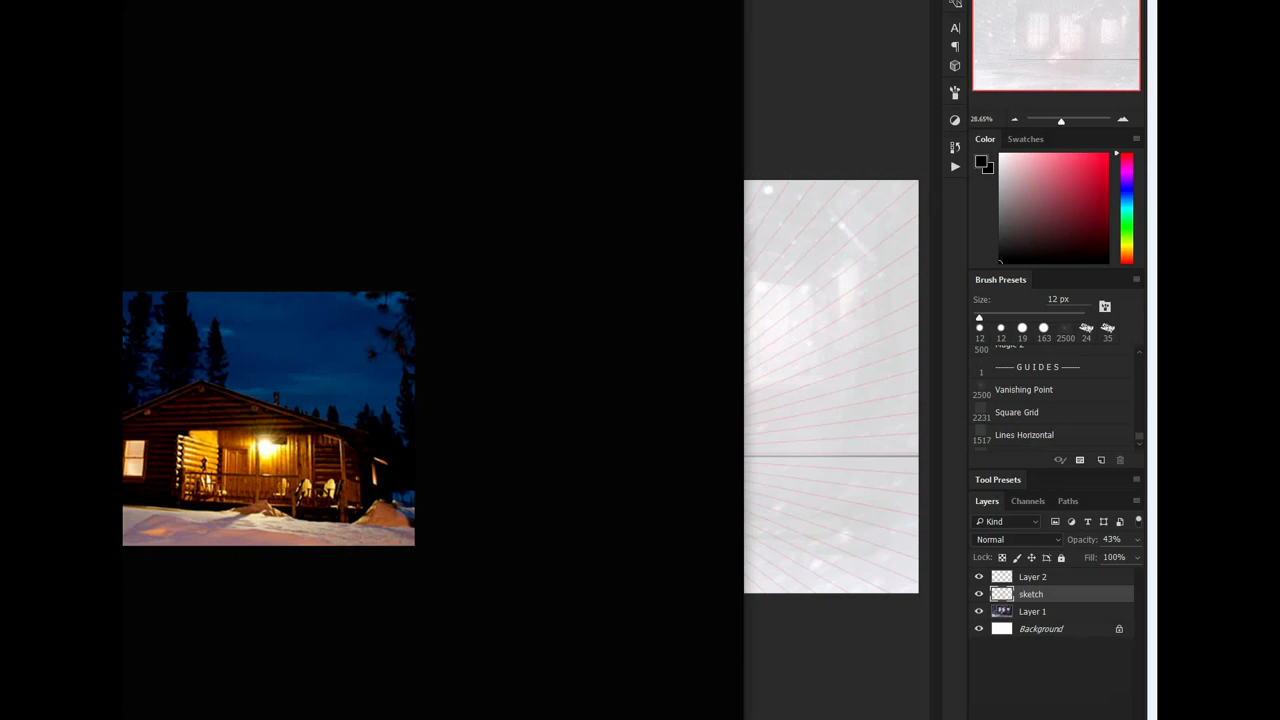 A|
28.65%
Color Swatches
Brush Presets
Size: 12 px
12 12 19 163 2500 24 35
500
1
—— G U I D E S ——
2500 Vanishing Point
2231 Square Grid
1517 Lines Horizontal
Tool Presets
Layers Channels Paths
Kind
Normal Opacity: 43%
Lock: Fill: 100%
Layer 2
sketch
Layer 1
Background